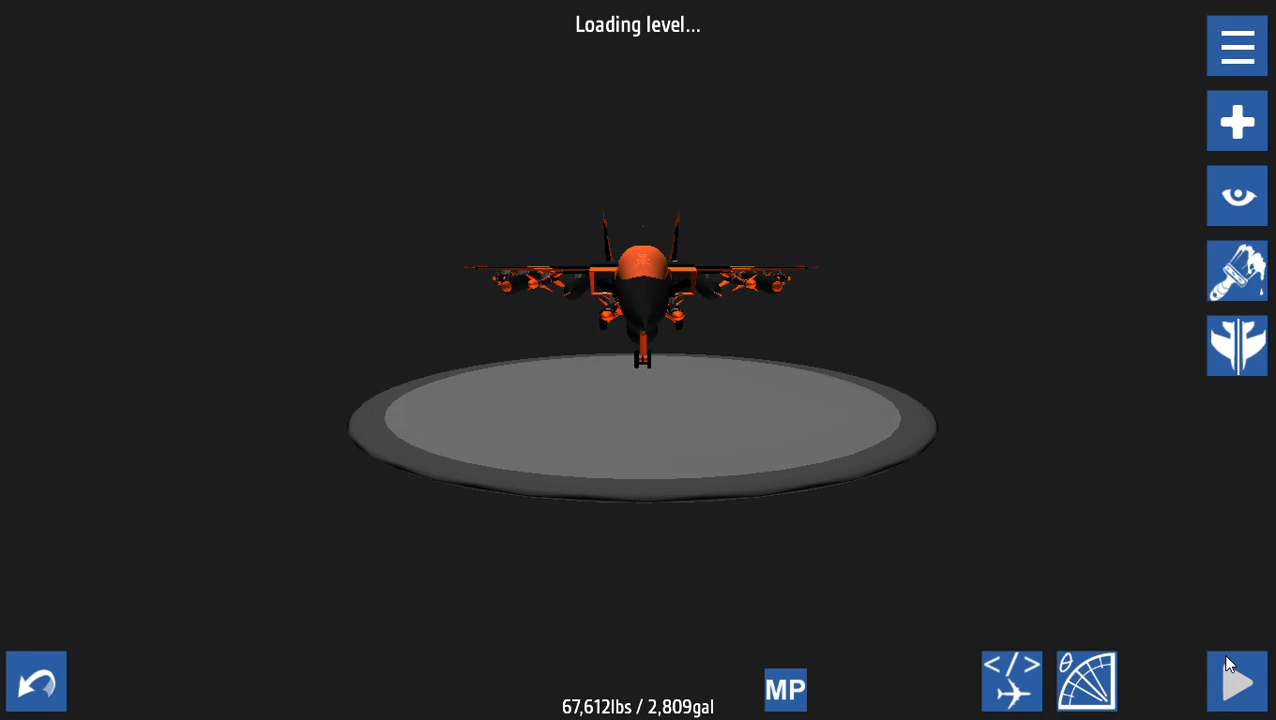 Loading level...
MP
</>
θ
67,612lbs / 2,809gal